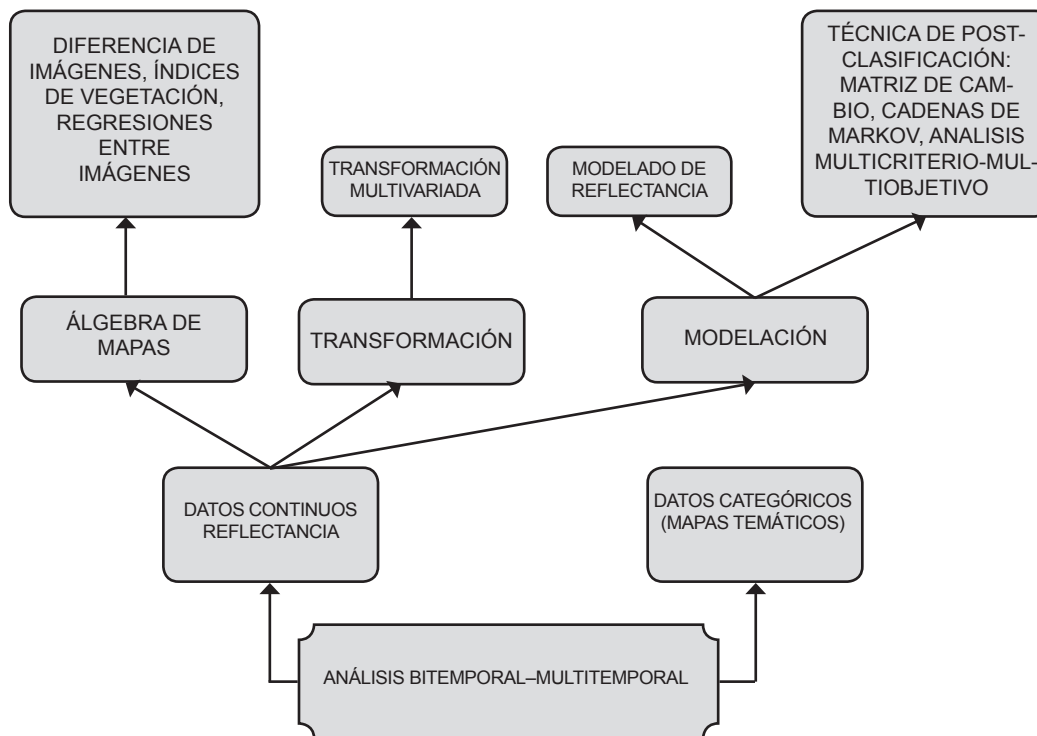 DIFERENCIA DE
IMÁGENES, ÍNDICES
DE VEGETACIÓN,
REGRESIONES
ENTRE
IMÁGENES
TRANSFORMACIÓN
MULTIVARIADA
MODELADO DE
REFLECTANCIA
TÉCNICA DE POST-
CLASIFICACIÓN:
MATRIZ DE CAM-
BIO, CADENAS DE
MARKOV, ANALISIS
MULTICRITERIO-MUL-
TIOBJETIVO
ÁLGEBRA DE
MAPAS
TRANSFORMACIÓN
MODELACIÓN
DATOS CONTINUOS
REFLECTANCIA
DATOS CATEGÓRICOS
(MAPAS TEMÁTICOS)
ANÁLISIS BITEMPORAL–MULTITEMPORAL